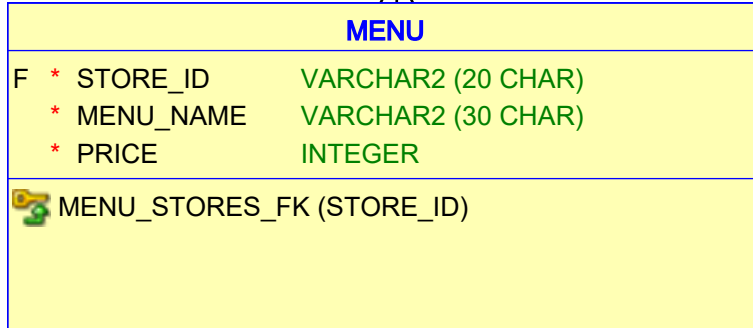 MENU
F * STORE_ID VARCHAR2 (20 CHAR)
* MENU_NAME VARCHAR2 (30 CHAR)
* PRICE INTEGER
MENU_STORES_FK (STORE_ID)